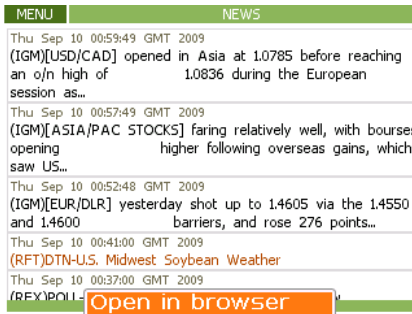 MENU NEWS
Thu Sep 10 00:59:49 GMT 2009
(IGM)[USD/CAD] opened in Asia at 1.0785 before reaching
an o/n high of 1.0836 during the European
session as...
Thu Sep 10 00:57:49 GMT 2009
(IGM)[ASIA/PAC STOCKS] faring relatively well, with bourses
opening higher following overseas gains, which
saw US...
Thu Sep 10 00:52:48 GMT 2009
(IGM)[EUR/DLR] yesterday shot up to 1.4605 via the 1.4550
and 1.4600 barriers, and rose 276 points...
Thu Sep 10 00:41:00 GMT 2009
(RFT)DTN-U.S. Midwest Soybean Weather
Thu Sep 10 00:37:00 GMT 2009
Open in browser